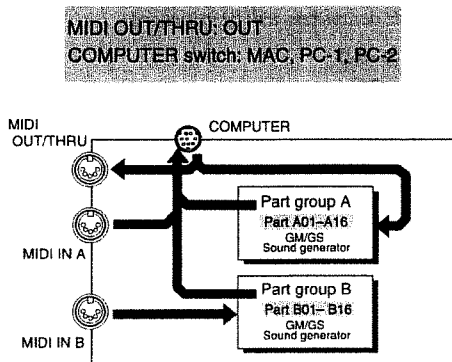 MIDI OUT/THRU: OUT
COMPUTER switch: MAC, PC-1, PC-2
MIDI
OUT/THRU
COMPUTER
Part group A
Part A01–A16
GM/GS
Sound generator
MIDI IN A
Part group B
Part B01– B16
GM/GS
Sound generator
MIDI IN B